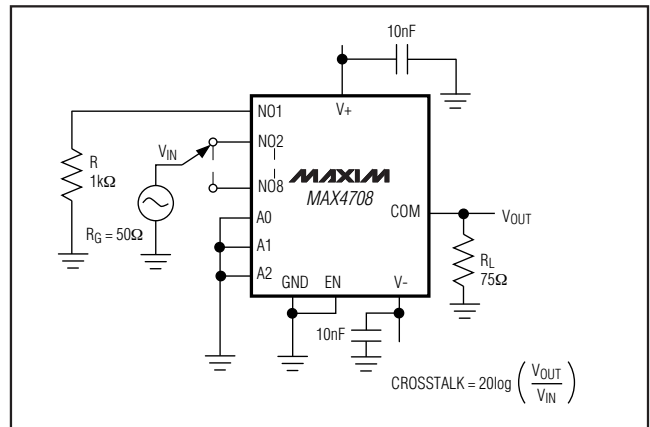 10nF
V+
NO1
NO2
NO8
VIN
R
1kΩ
RG = 50Ω
MAXIM
MAX4708
COM
VOUT
RL
75Ω
A0
A1
A2
GND
EN
V-
10nF
CROSSTALK = 20log (VOUT/VIN)